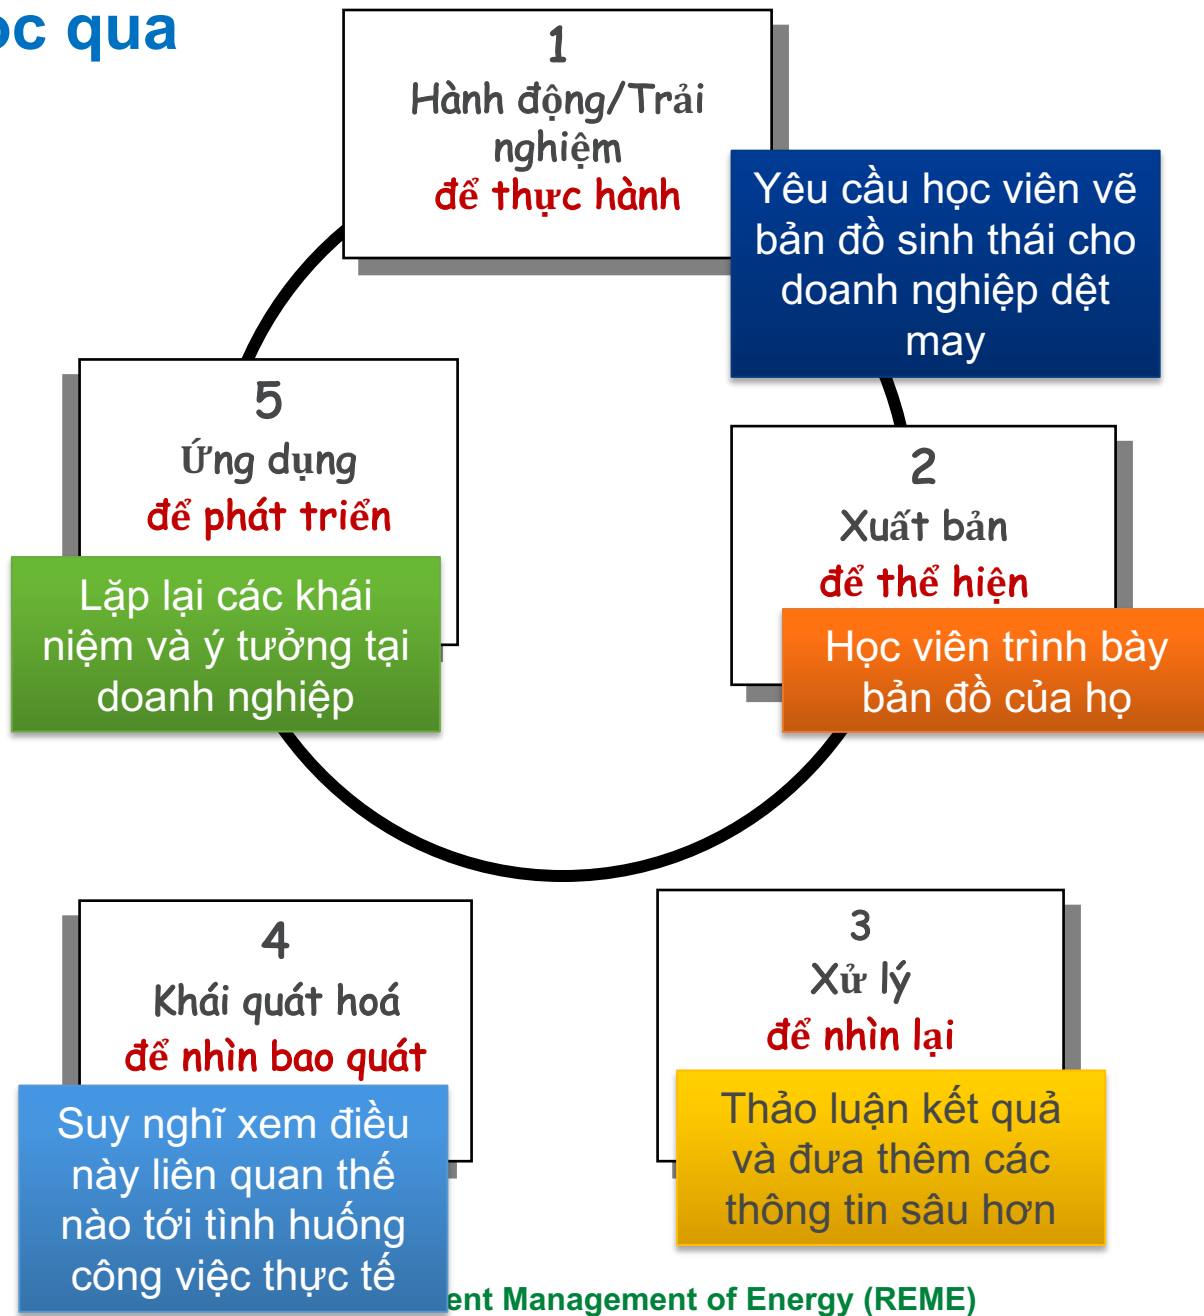 qua
1
Hành động/Trải
nghiệm
để thực hành
Yêu cầu học viên vẽ
bản đồ sinh thái cho
doanh nghiệp dệt
may
2
Xuất bản
để thể hiện
Học viên trình bày
bản đồ của họ
3
Xử lý
để nhìn lại
Thảo luận kết quả
và đưa thêm các
thông tin sâu hơn
4
Khái quát hoá
để nhìn bao quát
Suy nghĩ xem điều
này liên quan thế
nào tới tình huống
công việc thực tế
5
Ứng dụng
để phát triển
Lặp lại các khái
niệm và ý tưởng tại
doanh nghiệp
Management of Energy (REME)